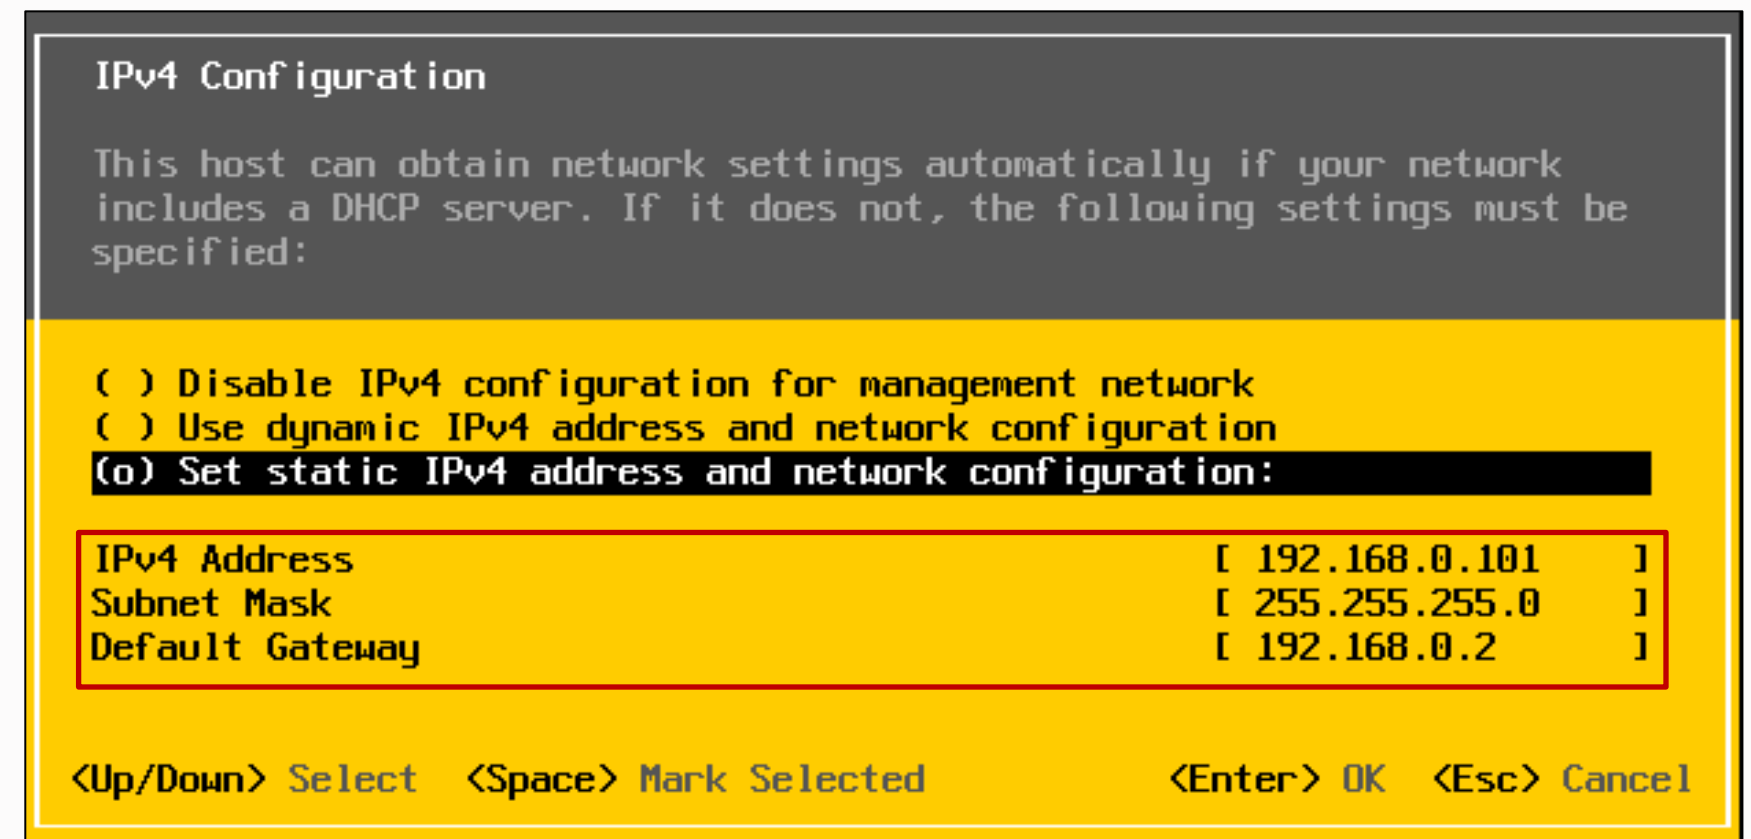 IPv4 Configuration
This host can obtain network settings automatically if your network
includes a DHCP server. If it does not, the following settings must be
specified:
( ) Disable IPv4 configuration for management network
( ) Use dynamic IPv4 address and network configuration
(o) Set static IPv4 address and network configuration:
IPv4 Address [ 192.168.0.101 ]
Subnet Mask [ 255.255.255.0 ]
Default Gateway [ 192.168.0.2 ]
<Up/Down> Select <Space> Mark Selected <Enter> OK <Esc> Cancel